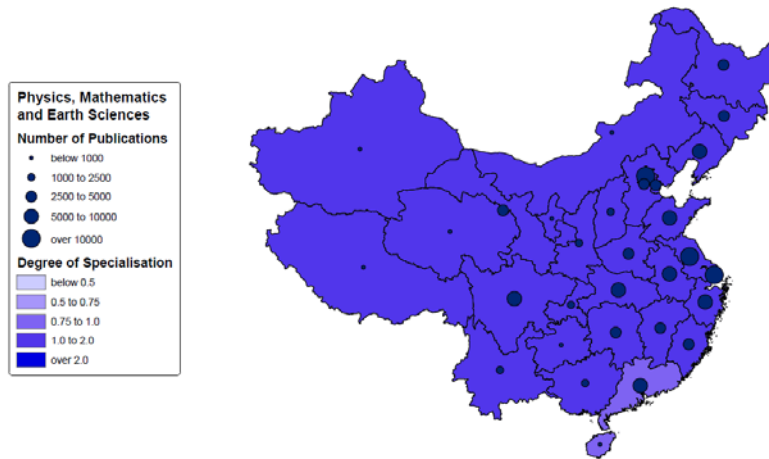 Physics, Mathematics
and Earth Sciences
Number of Publications
below 1000
1000 to 2500
2500 to 5000
5000 to 10000
over 10000
Degree of Specialisation
below 0.5
0.5 to 0.75
0.75 to 1.0
1.0 to 2.0
over 2.0